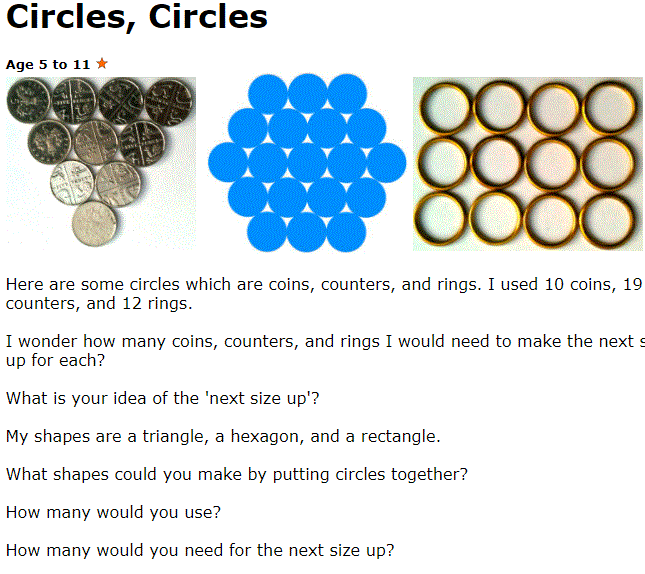 Circles, Circles
Age 5 to 11
Here are some circles which are coins, counters, and rings. I used 10 coins, 19
counters, and 12 rings.
I wonder how many coins, counters, and rings I would need to make the next s
up for each?
What is your idea of the 'next size up'?
My shapes are a triangle, a hexagon, and a rectangle.
What shapes could you make by putting circles together?
How many would you use?
How many would you need for the next size up?